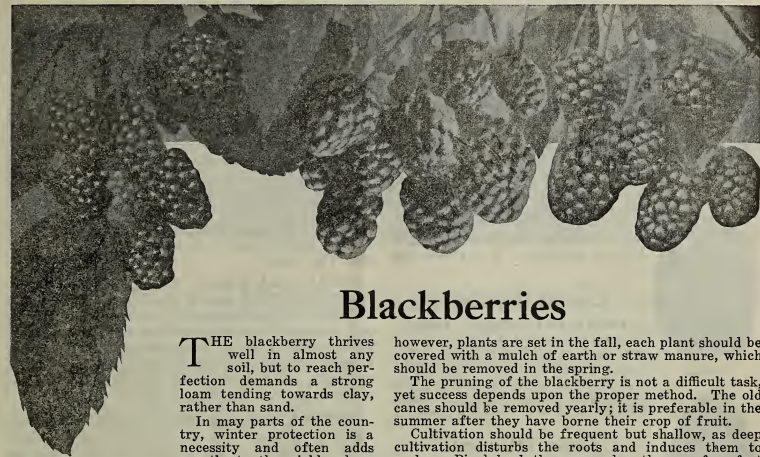 Blackberries
THE blackberry thrives
well in almost any
soil, but to reach per-
fection demands a strong
loam tending towards clay,
rather than sand.
In may parts of the coun-
try, winter protection is a
necessity and often adds
however, plants are set in the fall, each plant should be
covered with a mulch of earth or straw manure, which
should be removed in the spring.
The pruning of the blackberry is not a difficult task,
yet success depends upon the proper method. The old
canes should be removed yearly; it is preferable in the
summer after they have borne their crop of fruit.
Cultivation should be frequent but shallow, as deep
cultivation disturbs the roots and induces them to